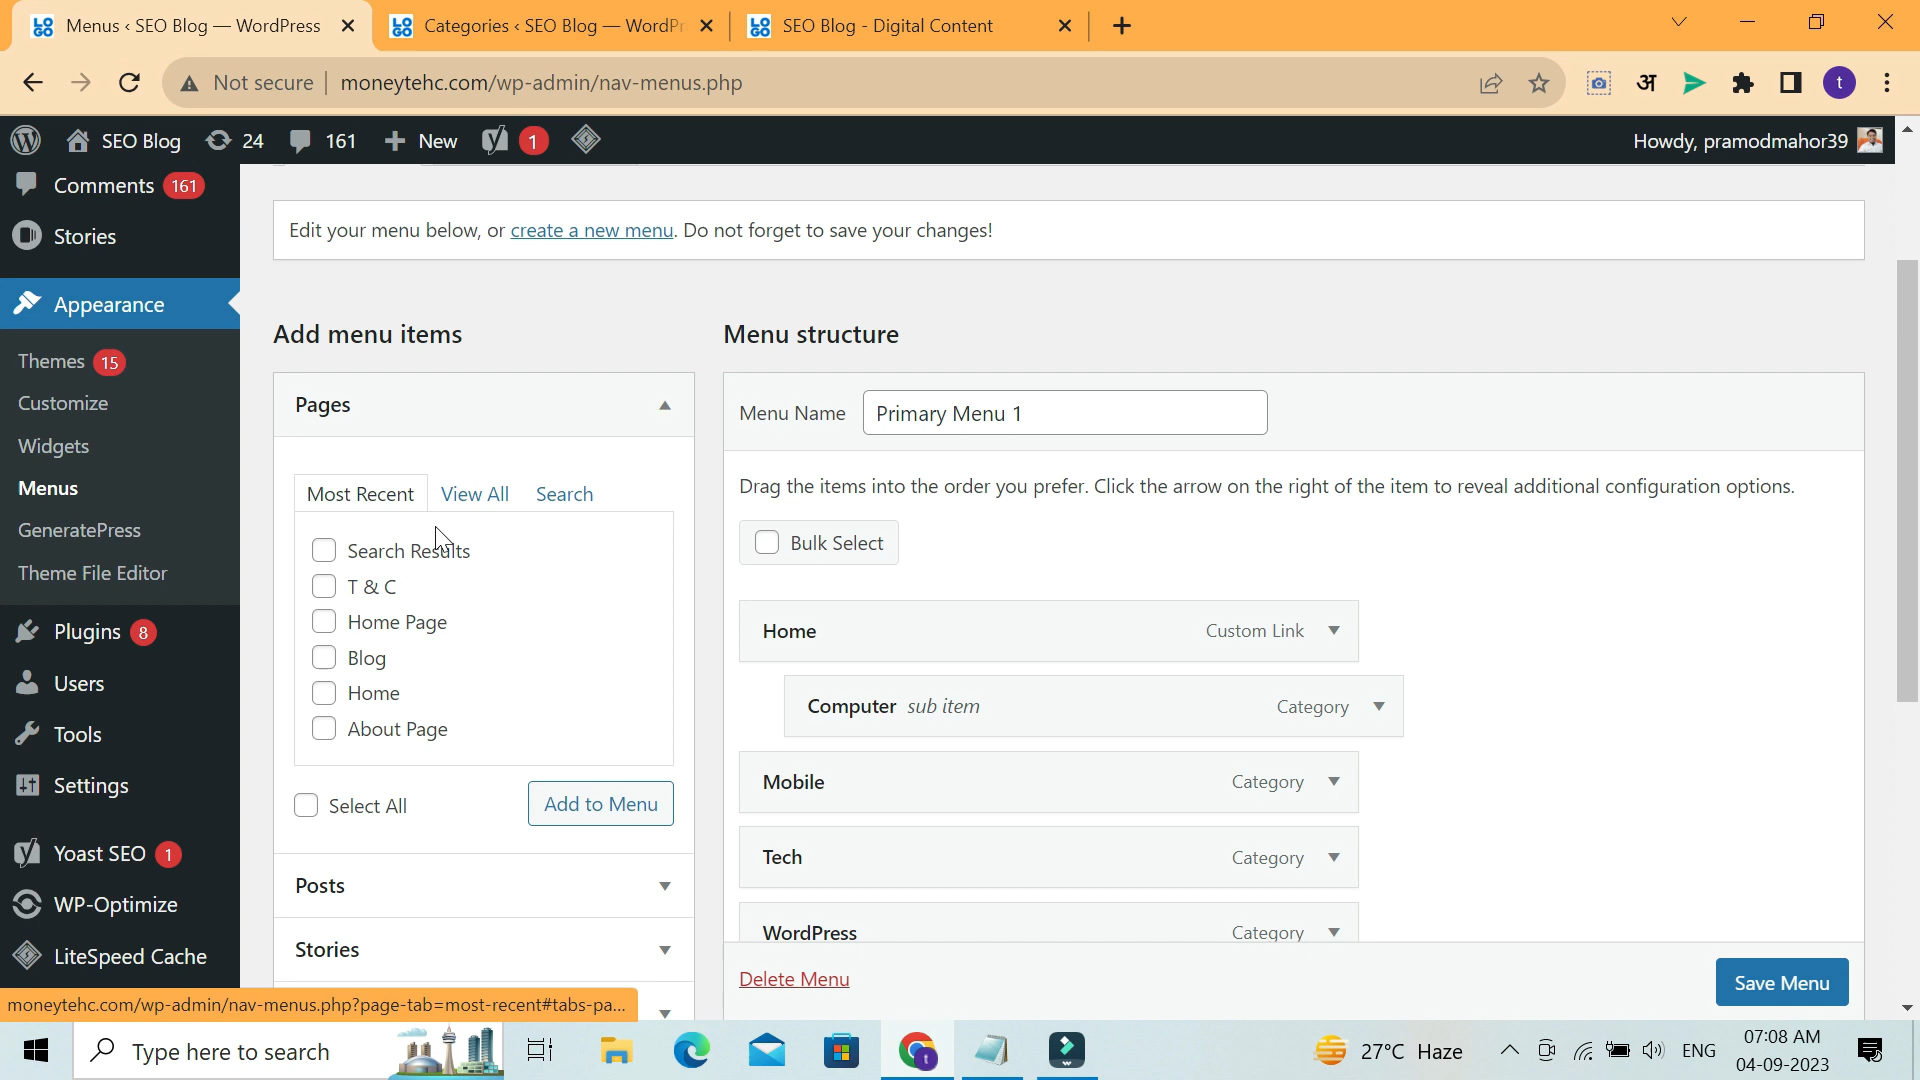 Menus ‹ SEO Blog — WordPress
Categories ‹ SEO Blog — WordPr
SEO Blog - Digital Content
Not secure | moneytehc.com/wp-admin/nav-menus.php
अ
t
SEO Blog 24 161 New 1
Howdy, pramodmahor39
Comments 161
Stories
Appearance
Themes 15
Customize
Widgets
Menus
GeneratePress
Theme File Editor
Plugins 8
Users
Tools
Settings
Yoast SEO 1
WP-Optimize
LiteSpeed Cache
Edit your menu below, or create a new menu. Do not forget to save your changes!
Add menu items
Pages
Most Recent View All Search
Search Results
T & C
Home Page
Blog
Home
About Page
Select All Add to Menu
Posts
Stories
Menu structure
Menu Name Primary Menu 1
Drag the items into the order you prefer. Click the arrow on the right of the item to reveal additional configuration options.
Bulk Select
Home Custom Link
Computer sub item Category
Mobile Category
Tech Category
WordPress Category
Delete Menu Save Menu
moneytehc.com/wp-admin/nav-menus.php?page-tab=most-recent#tabs-pa...
Type here to search
27°C Haze
ENG
07:08 AM
04-09-2023